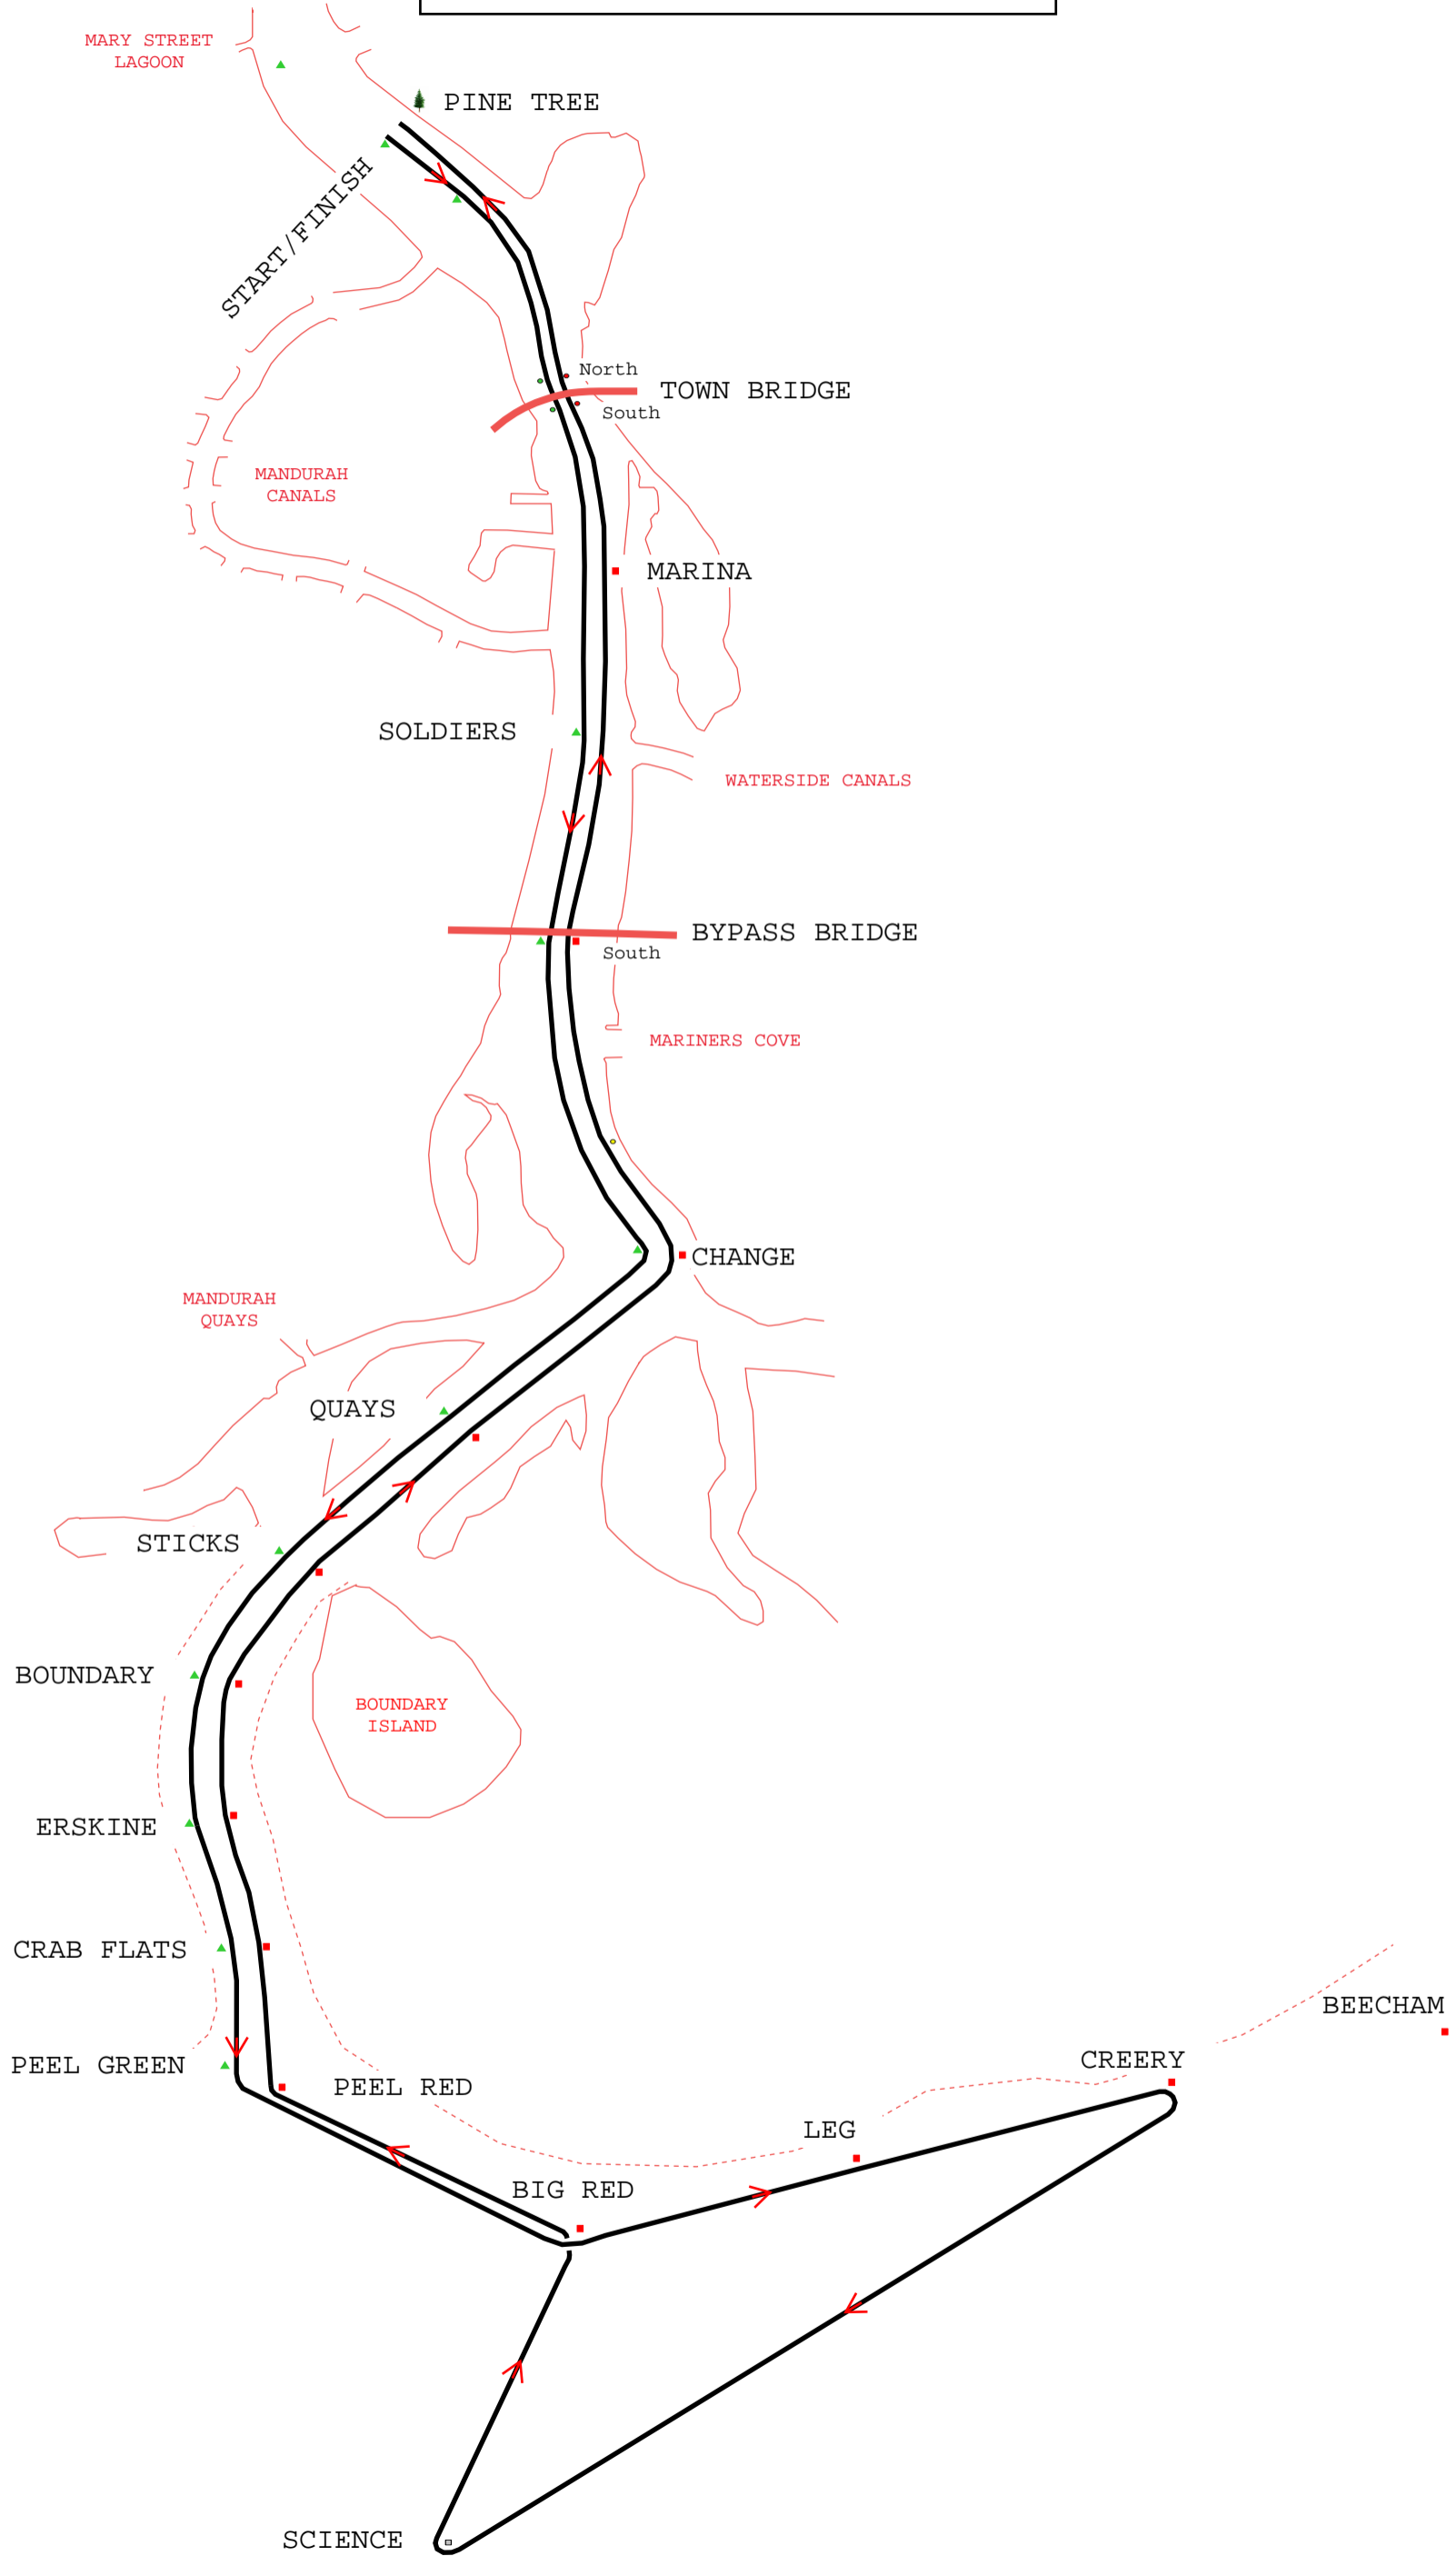 MARY STREET
LAGOON
PINE TREE
START/FINISH
North
TOWN BRIDGE
South
MANDURAH
CANALS
MARINA
SOLDIERS
WATERSIDE CANALS
BYPASS BRIDGE
South
MARINERS COVE
CHANGE
MANDURAH
QUAYS
QUAYS
STICKS
BOUNDARY
BOUNDARY
ISLAND
ERSKINE
CRAB FLATS
BEECHAM
PEEL GREEN
CREERY
PEEL RED
LEG
BIG RED
SCIENCE